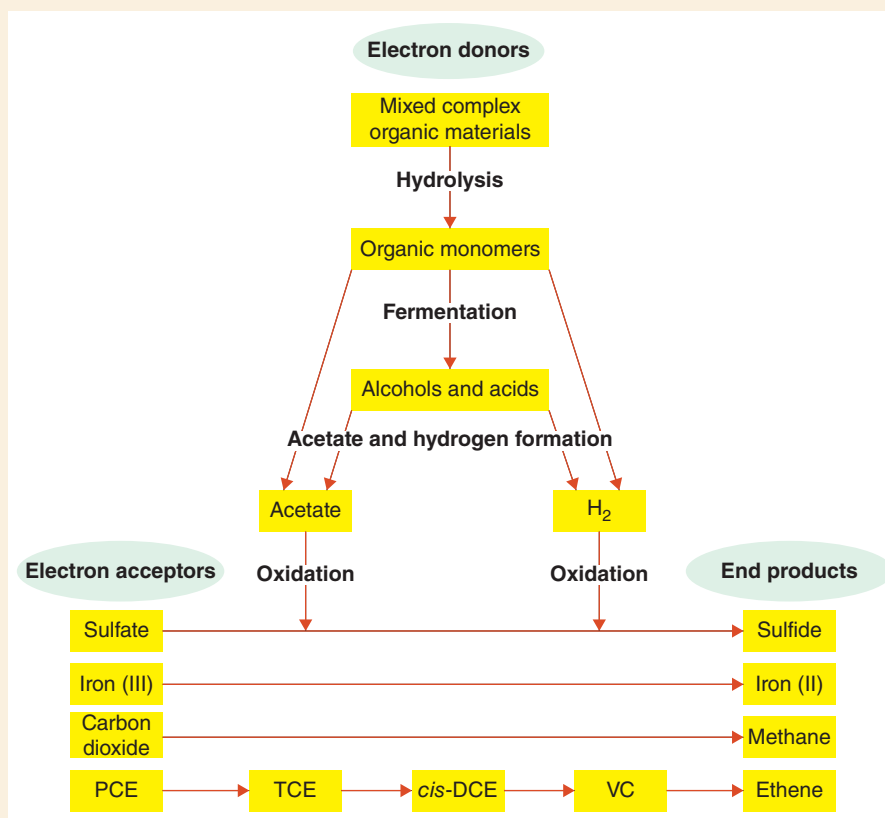 Electron donors
Mixed complex
organic materials
Hydrolysis
Organic monomers
Fermentation
Alcohols and acids
Acetate and hydrogen formation
Acetate
H₂
Electron acceptors
Oxidation
Oxidation
End products
Sulfate
Sulfide
Iron (III)
Iron (II)
Carbon
dioxide
Methane
PCE
TCE
cis-DCE
VC
Ethene